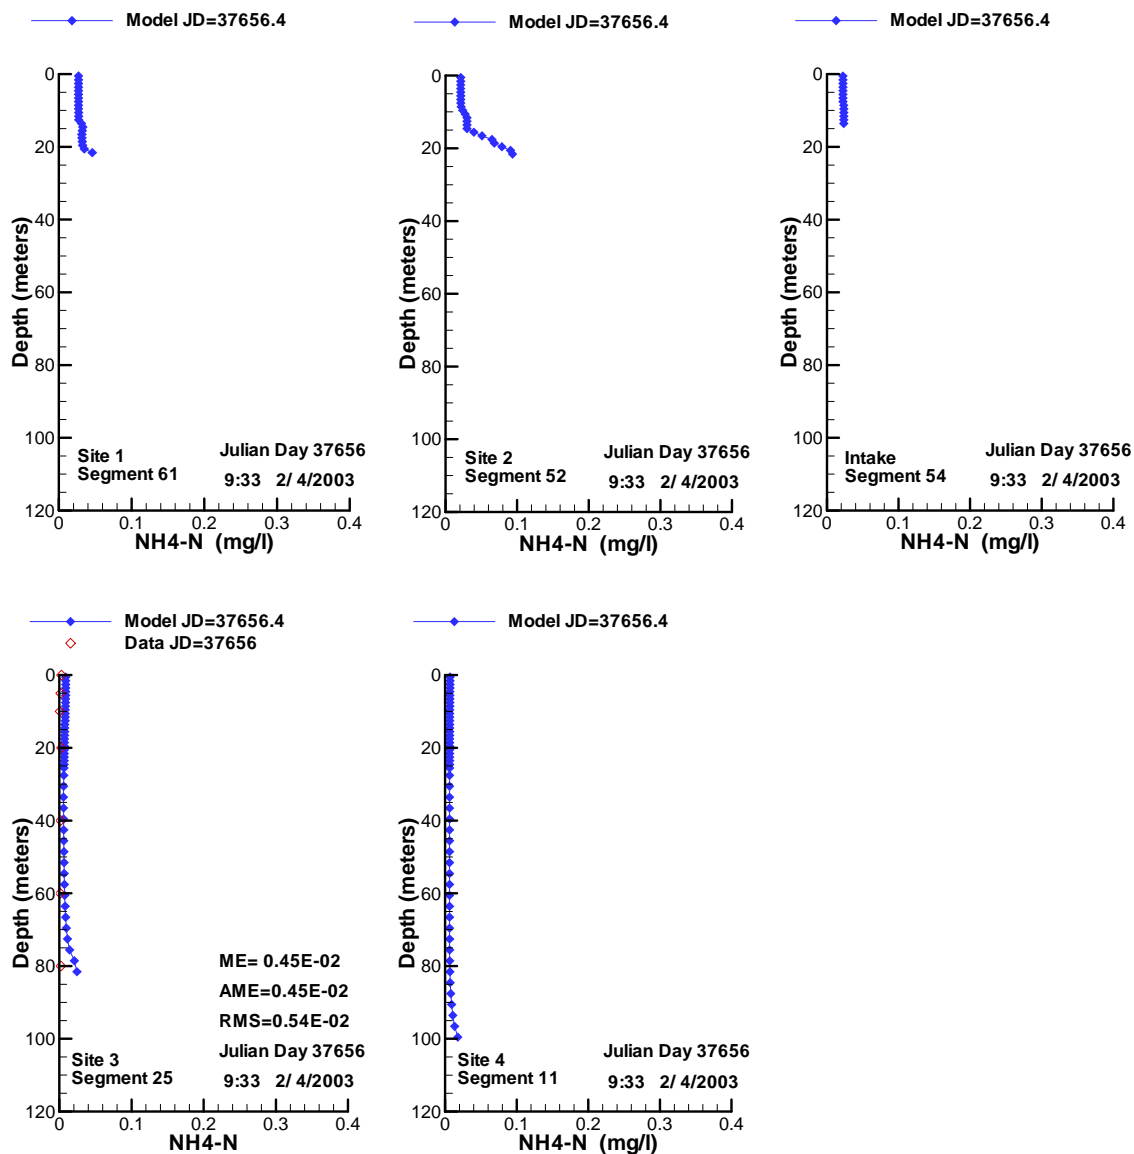 Model JD=37656.4
0
20
40
60
80
100
120
Depth (meters)
Site 1
Segment 61
Julian Day 37656
9:33 2/ 4/2003
0 0.1 0.2 0.3 0.4
NH4-N (mg/l)
Model JD=37656.4
0
20
40
60
80
100
120
Depth (meters)
Site 2
Segment 52
Julian Day 37656
9:33 2/ 4/2003
0 0.1 0.2 0.3 0.4
NH4-N (mg/l)
Model JD=37656.4
0
20
40
60
80
100
120
Depth (meters)
Intake
Segment 54
Julian Day 37656
9:33 2/ 4/2003
0 0.1 0.2 0.3 0.4
NH4-N (mg/l)
Model JD=37656.4
Data JD=37656
0
20
40
60
80
100
120
Depth (meters)
ME= 0.45E-02
AME=0.45E-02
RMS=0.54E-02
Site 3
Segment 25
Julian Day 37656
9:33 2/ 4/2003
0 0.1 0.2 0.3 0.4
NH4-N
Model JD=37656.4
0
20
40
60
80
100
120
Depth (meters)
Site 4
Segment 11
Julian Day 37656
9:33 2/ 4/2003
0 0.1 0.2 0.3 0.4
NH4-N (mg/l)